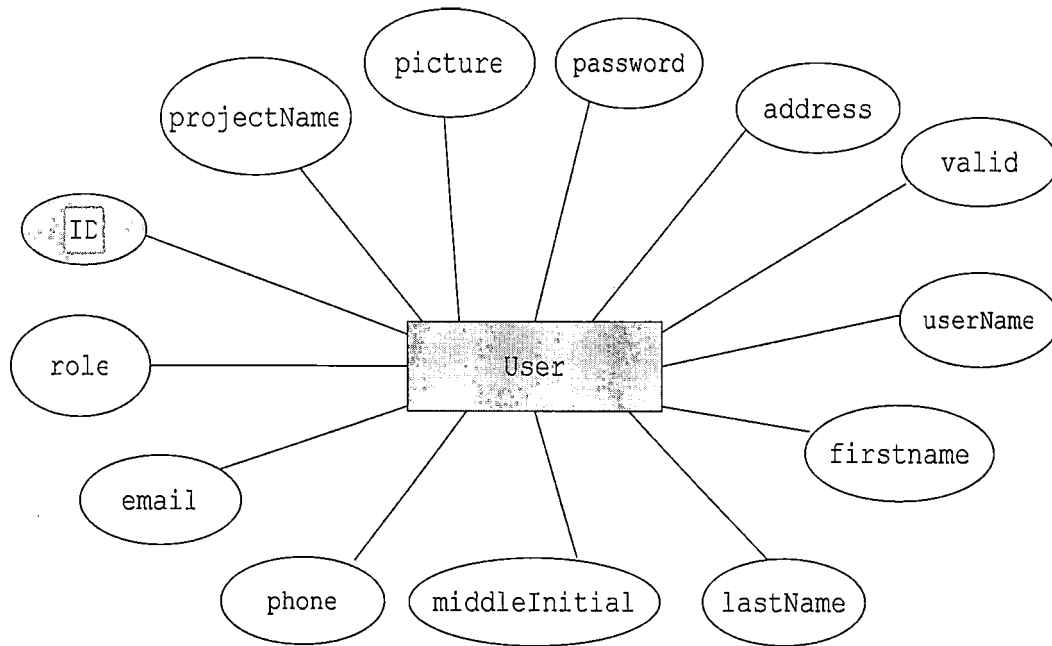 picture
password
projectName
address
valid
ID
userName
role
User
firstname
email
phone
middleInitial
lastName